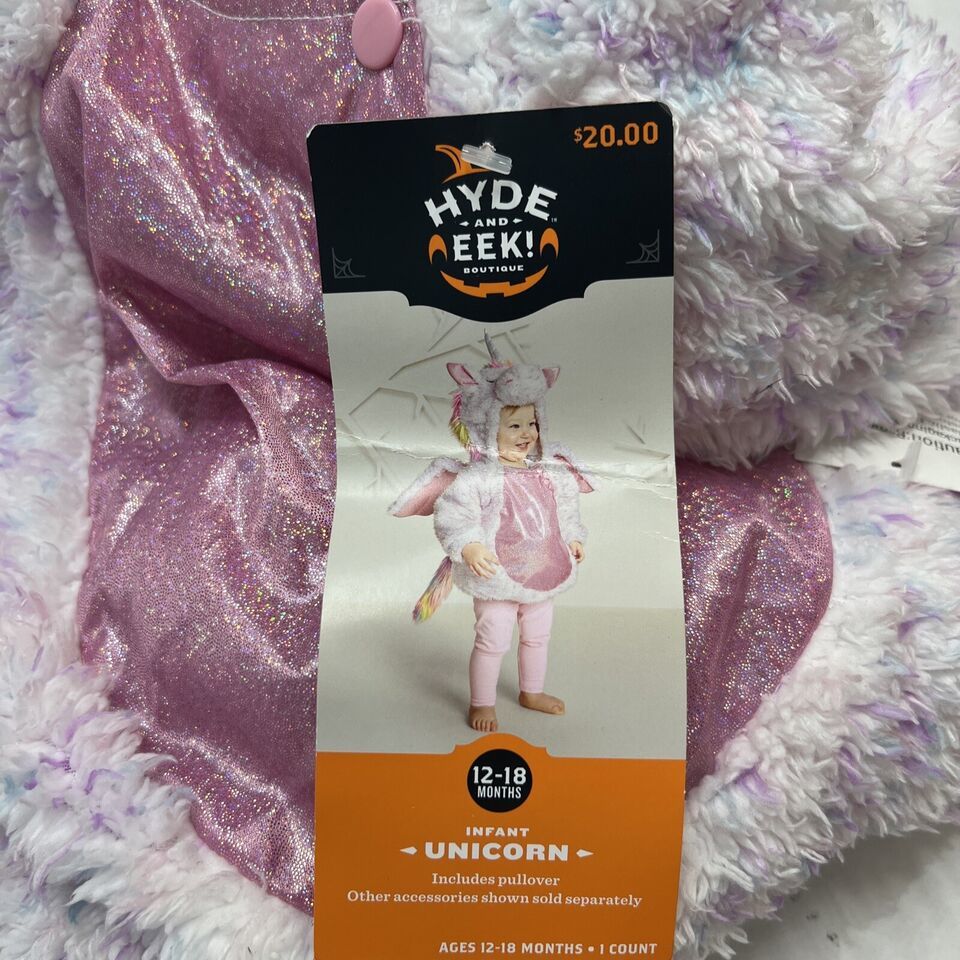 $20.00
HYDE
AND
EEK!
BOUTIQUE
12-18
MONTHS
INFANT
UNICORN
Includes pullover
Other accessories shown sold separately
AGES 12-18 MONTHS • 1 COUNT